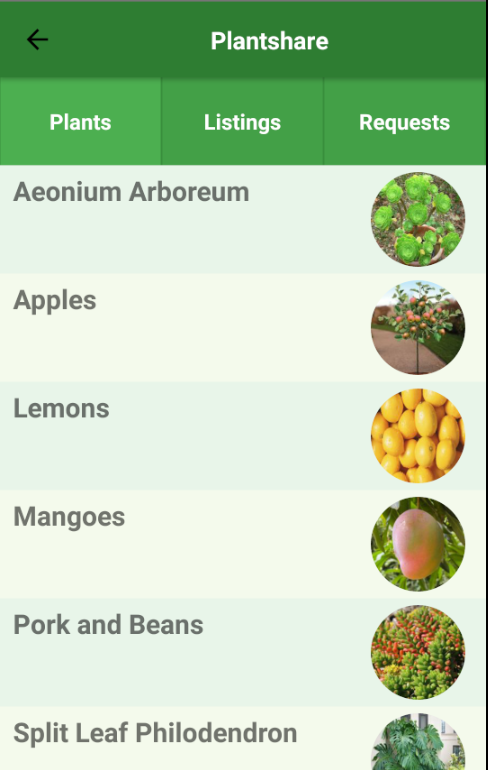 Plantshare
Plants Listings Requests
Aeonium Arboreum
Apples
Lemons
Mangoes
Pork and Beans
Split Leaf Philodendron